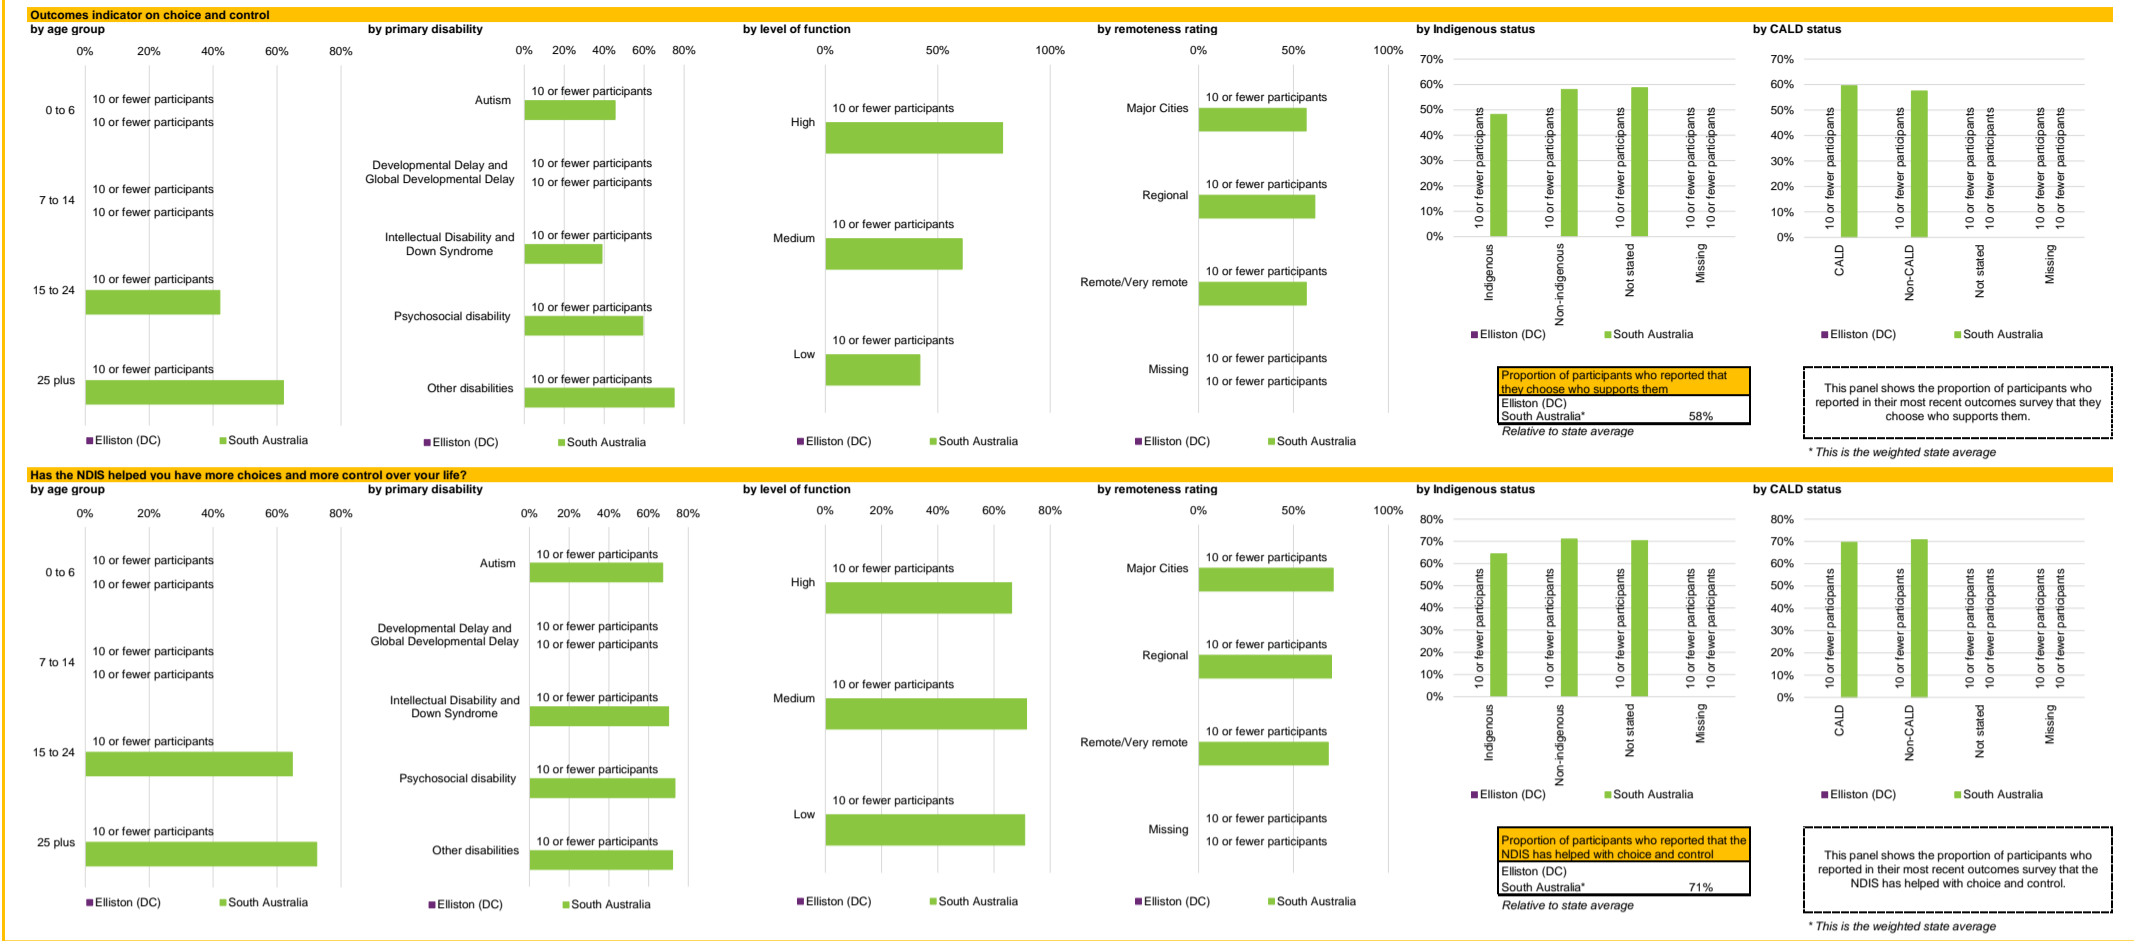 Outcomes indicator on choice and control
by age group
0%
20%
40%
60%
80%
0 to 6
10 or fewer participants
10 or fewer participants
7 to 14
10 or fewer participants
10 or fewer participants
15 to 24
10 or fewer participants
25 plus
10 or fewer participants
Elliston (DC)
South Australia
by primary disability
0%
20%
40%
60%
80%
Autism
10 or fewer participants
Developmental Delay and
Global Developmental Delay
10 or fewer participants
10 or fewer participants
Intellectual Disability and
Down Syndrome
10 or fewer participants
Psychosocial disability
10 or fewer participants
Other disabilities
10 or fewer participants
Elliston (DC)
South Australia
by level of function
0%
50%
100%
High
10 or fewer participants
Medium
10 or fewer participants
Low
10 or fewer participants
Elliston (DC)
South Australia
by remoteness rating
0%
50%
100%
Major Cities
10 or fewer participants
Regional
10 or fewer participants
Remote/Very remote
10 or fewer participants
Missing
10 or fewer participants
10 or fewer participants
Elliston (DC)
South Australia
by Indigenous status
70%
60%
50%
40%
30%
20%
10%
0%
10 or fewer participants
10 or fewer participants
10 or fewer participants
10 or fewer participants
10 or fewer participants
Indigenous
Non-indigenous
Not stated
Missing
Elliston (DC)
South Australia
Proportion of participants who reported that
they choose who supports them
Elliston (DC)
South Australia* 58%
Relative to state average
by CALD status
70%
60%
50%
40%
30%
20%
10%
0%
10 or fewer participants
10 or fewer participants
10 or fewer participants
10 or fewer participants
10 or fewer participants
10 or fewer participants
CALD
Non-CALD
Not stated
Missing
Elliston (DC)
South Australia
This panel shows the proportion of participants who
reported in their most recent outcomes survey that they
choose who supports them.
* This is the weighted state average
Has the NDIS helped you have more choices and more control over your life?
by age group
0%
20%
40%
60%
80%
0 to 6
10 or fewer participants
10 or fewer participants
7 to 14
10 or fewer participants
10 or fewer participants
15 to 24
10 or fewer participants
25 plus
10 or fewer participants
Elliston (DC)
South Australia
by primary disability
0%
20%
40%
60%
80%
Autism
10 or fewer participants
Developmental Delay and
Global Developmental Delay
10 or fewer participants
10 or fewer participants
Intellectual Disability and
Down Syndrome
10 or fewer participants
Psychosocial disability
10 or fewer participants
Other disabilities
10 or fewer participants
Elliston (DC)
South Australia
by level of function
0%
20%
40%
60%
80%
High
10 or fewer participants
Medium
10 or fewer participants
Low
10 or fewer participants
Elliston (DC)
South Australia
by remoteness rating
0%
50%
100%
Major Cities
10 or fewer participants
Regional
10 or fewer participants
Remote/Very remote
10 or fewer participants
Missing
10 or fewer participants
10 or fewer participants
Elliston (DC)
South Australia
by Indigenous status
80%
70%
60%
50%
40%
30%
20%
10%
0%
10 or fewer participants
10 or fewer participants
10 or fewer participants
10 or fewer participants
10 or fewer participants
Indigenous
Non-indigenous
Not stated
Missing
Elliston (DC)
South Australia
Proportion of participants who reported that the
NDIS has helped with choice and control
Elliston (DC)
South Australia* 71%
Relative to state average
by CALD status
80%
70%
60%
50%
40%
30%
20%
10%
0%
10 or fewer participants
10 or fewer participants
10 or fewer participants
10 or fewer participants
10 or fewer participants
10 or fewer participants
CALD
Non-CALD
Not stated
Missing
Elliston (DC)
South Australia
This panel shows the proportion of participants who
reported in their most recent outcomes survey that the
NDIS has helped with choice and control.
* This is the weighted state average